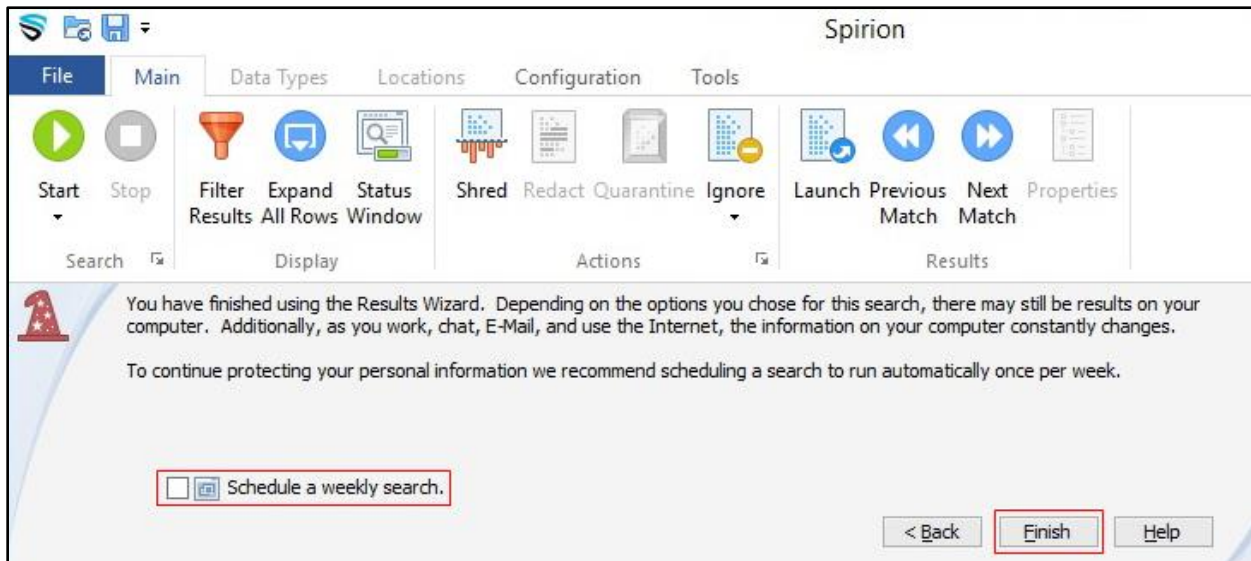 Spirion
File Main Data Types Locations Configuration Tools
Start Stop Filter Results Expand All Rows Status Window Shred Redact Quarantine Ignore Launch Previous Match Next Match Properties
Search Display Actions Results
You have finished using the Results Wizard. Depending on the options you chose for this search, there may still be results on your
computer. Additionally, as you work, chat, E-Mail, and use the Internet, the information on your computer constantly changes.
To continue protecting your personal information we recommend scheduling a search to run automatically once per week.
Schedule a weekly search.
< Back Finish Help